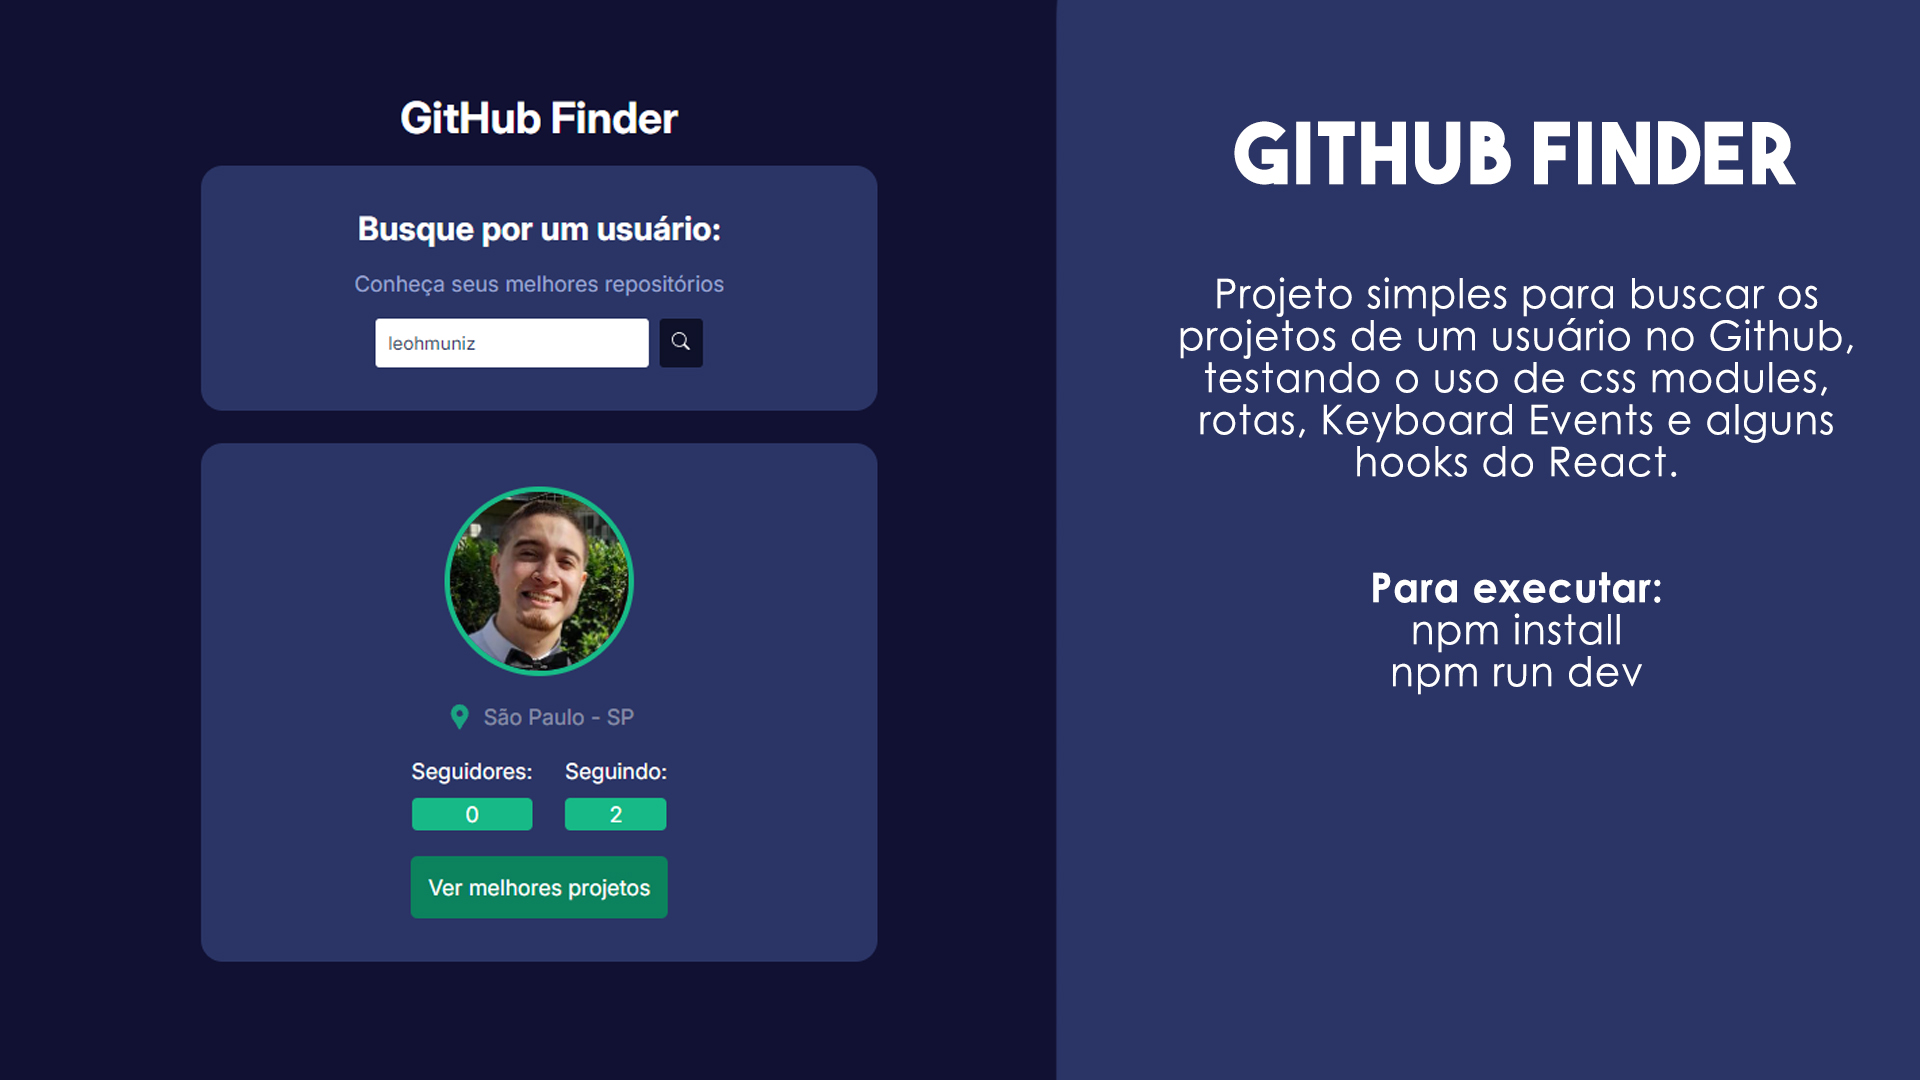 GitHub Finder
Busque por um usuário:
Conheça seus melhores repositórios
leohmuniz
São Paulo - SP
Seguidores: Seguindo:
0 2
Ver melhores projetos
GITHUB FINDER
Projeto simples para buscar os
projetos de um usuário no Github,
testando o uso de css modules,
rotas, Keyboard Events e alguns
hooks do React.
Para executar:
npm install
npm run dev